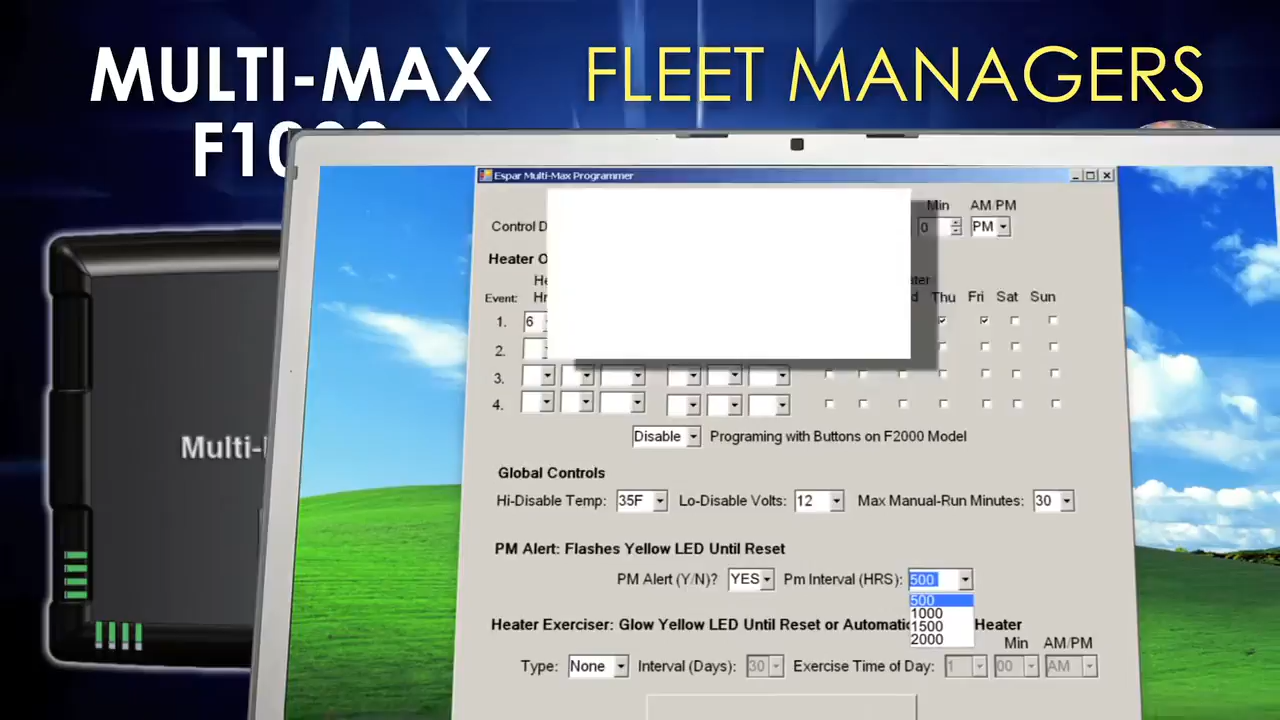 MULTI-MAX FLEET MANAGERS
Espar Multi-Max Programmer
Min AM/PM
Control
0 PM
Heater
Event:
Thu Fri Sat Sun
1. 6
2.
3.
4.
Disable Programing with Buttons on F2000 Model
Global Controls
Hi-Disable Temp: 35F Lo-Disable Volts: 12 Max Manual-Run Minutes: 30
Multi-
PM Alert: Flashes Yellow LED Until Reset
PM Alert (Y/N)? YES Pm Interval (HRS): 500
500
1000
1500
2000
Heater Exerciser: Glow Yellow LED Until Reset or Heater
Min AM/PM
Type: None Interval (Days): 30 Exercise Time of Day: 1 00 AM